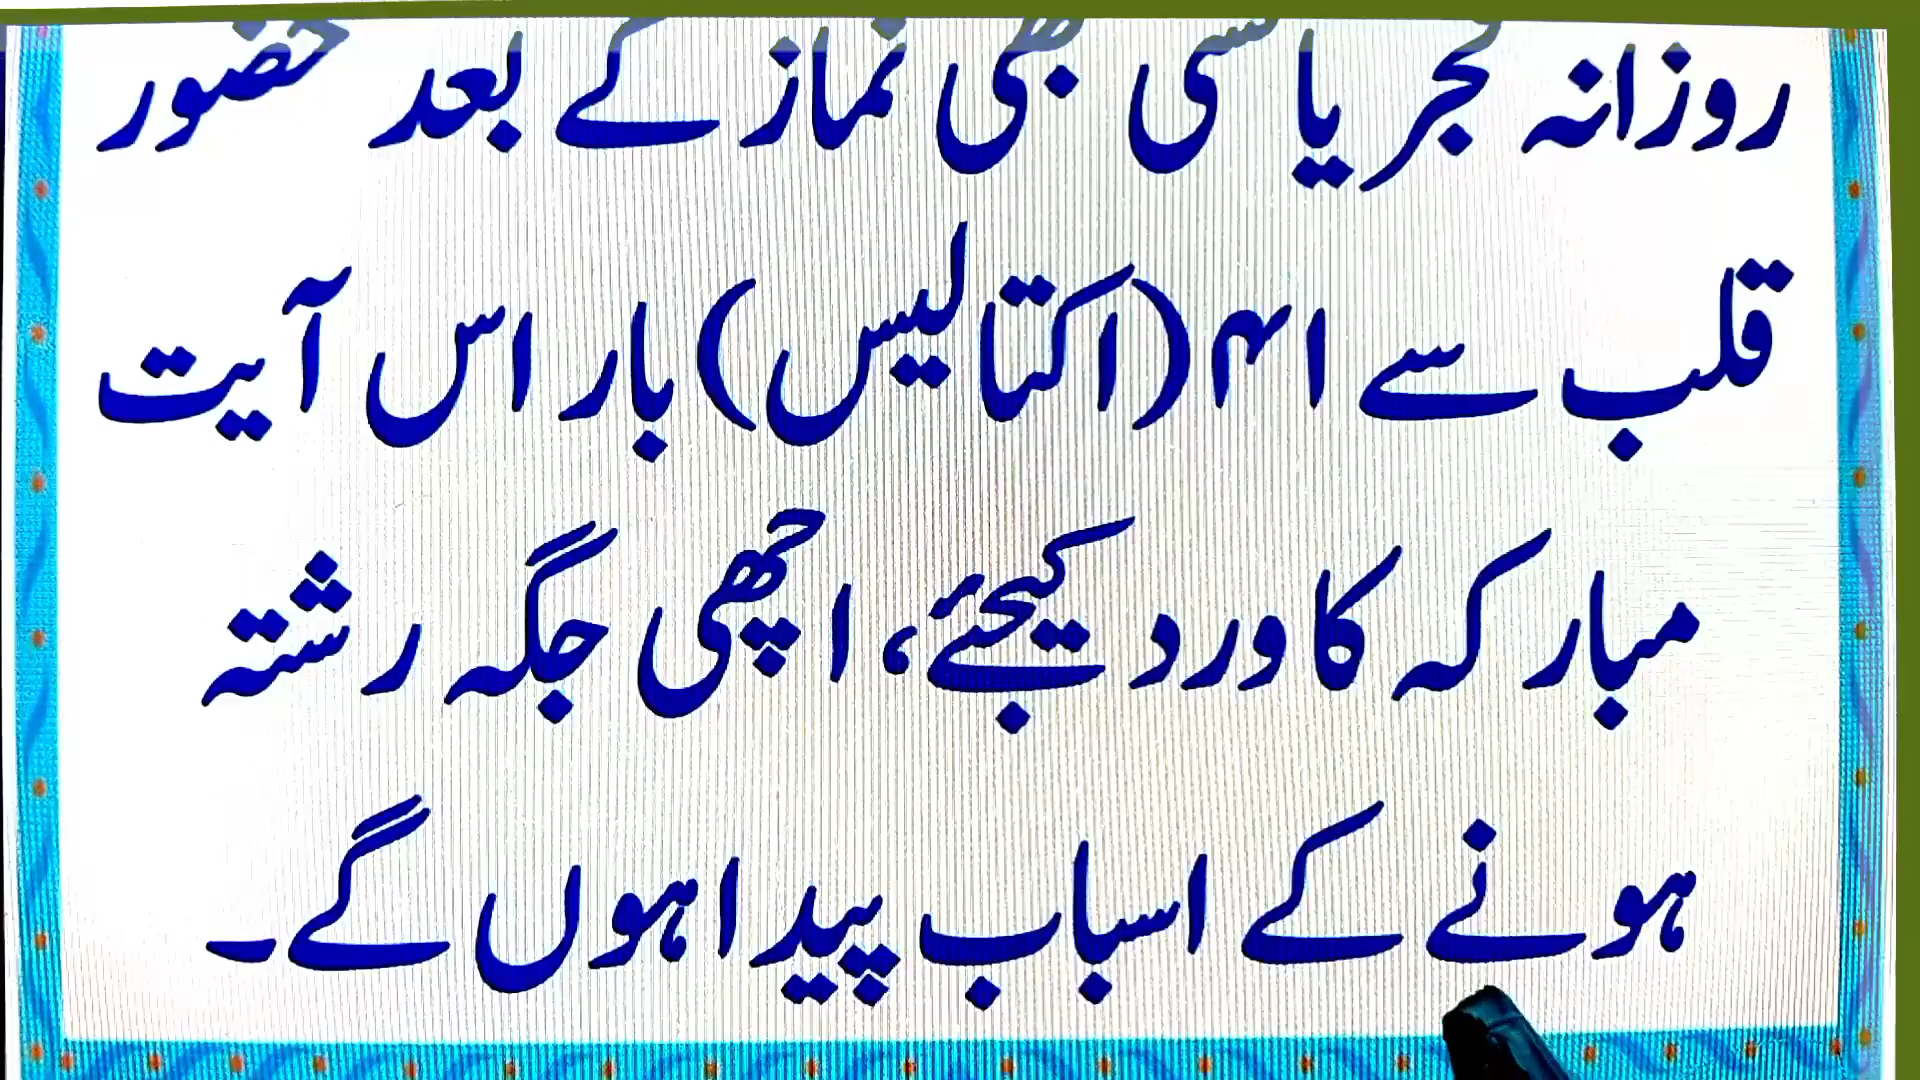 روزانہ فجر یا کسی بھی نماز کے بعد حضور
قلب سے ۴۱ (اکتالیس) بار اس آیت
مبارکہ کا ورد کیجئے، اچھی جگہ رشتہ
ہونے کے اسباب پیدا ہوں گے۔